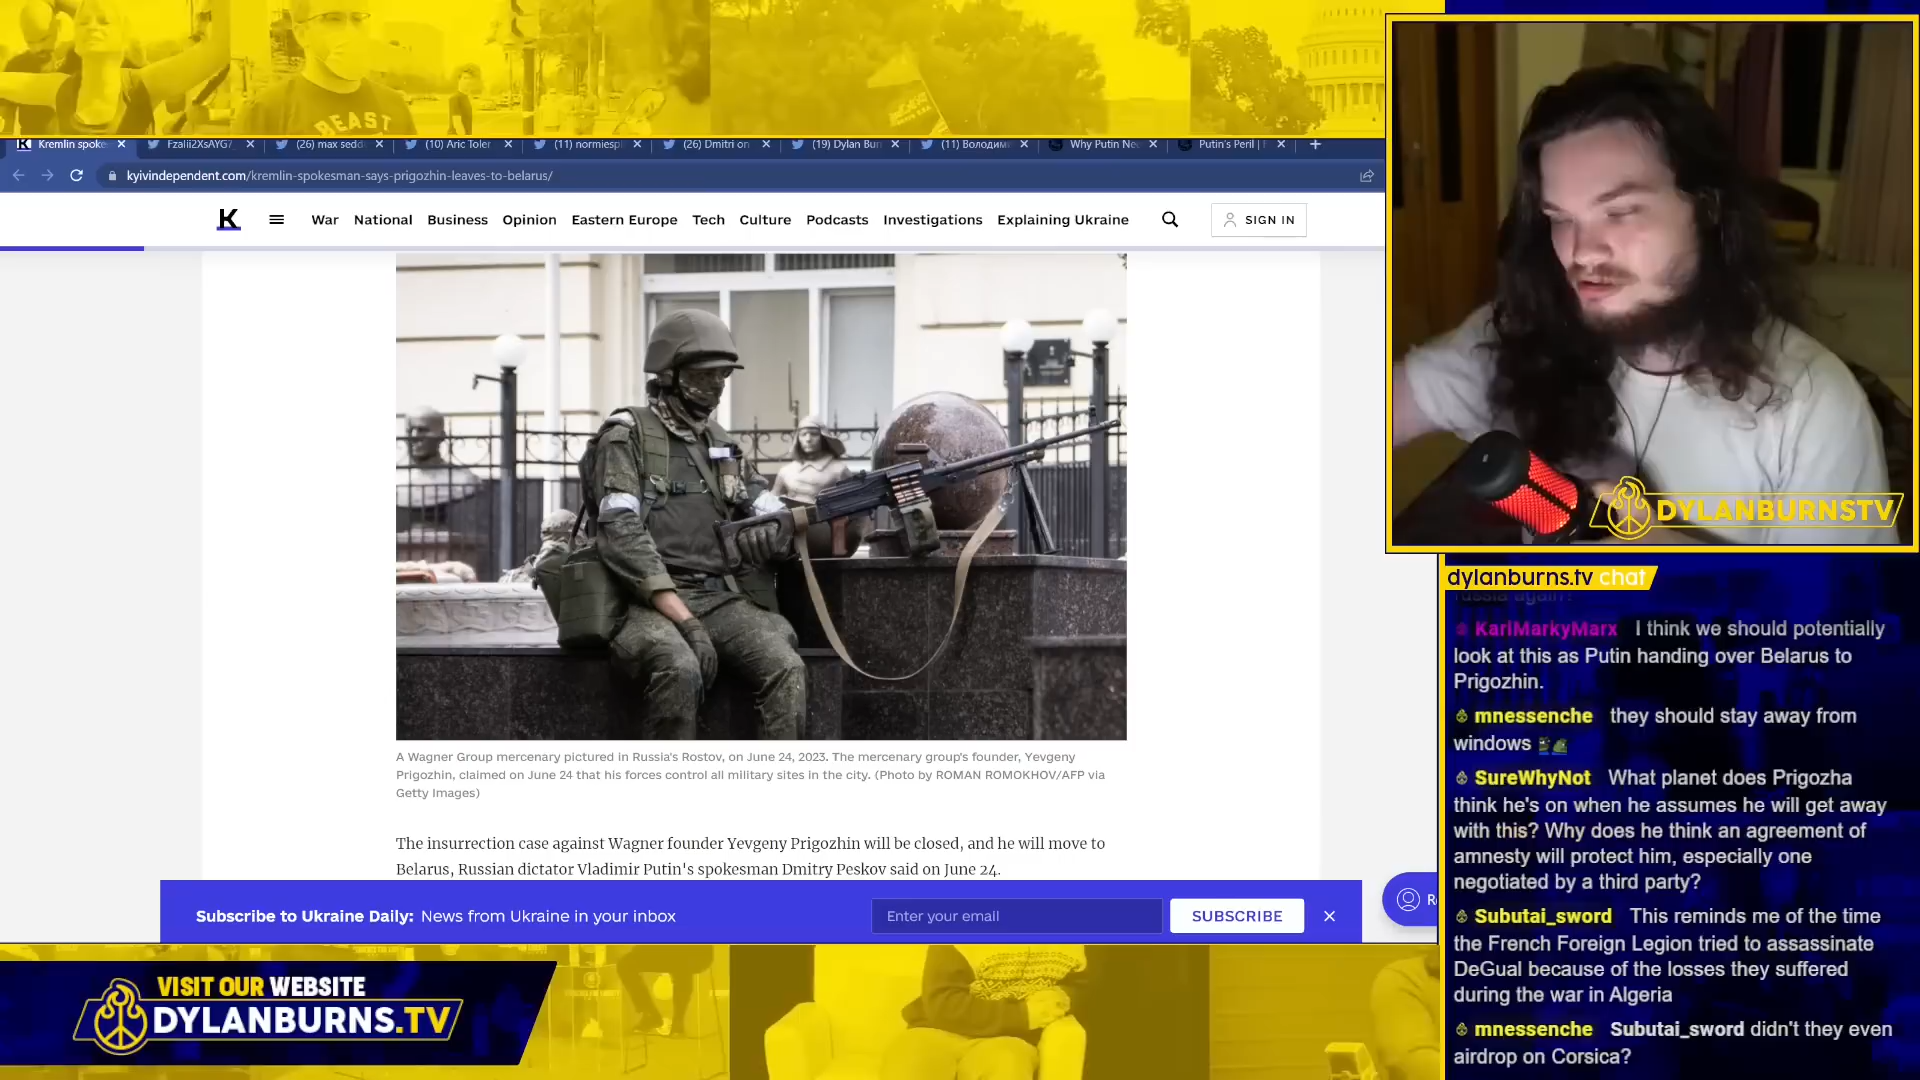 BEAST
Kremlin spoke
Fzalii2XsAYG7
(26) max sedd
(10) Aric Toler
(11) normiespl
(26) Dmitri on
(19) Dylan Burn
(11) Володими
Why Putin Nee
Putin's Peril | F
kyivindependent.com/kremlin-spokesman-says-prigozhin-leaves-to-belarus/
K
War National Business Opinion Eastern Europe Tech Culture Podcasts Investigations Explaining Ukraine
SIGN IN
A Wagner Group mercenary pictured in Russia's Rostov, on June 24, 2023. The mercenary group's founder, Yevgeny
Prigozhin, claimed on June 24 that his forces control all military sites in the city. (Photo by ROMAN ROMOKHOV/AFP via
Getty Images)
The insurrection case against Wagner founder Yevgeny Prigozhin will be closed, and he will move to
Belarus, Russian dictator Vladimir Putin's spokesman Dmitry Peskov said on June 24.
Subscribe to Ukraine Daily: News from Ukraine in your inbox
Enter your email
SUBSCRIBE
VISIT OUR WEBSITE
DYLANBURNS.TV
DYLANBURNSTV
dylanburns.tv chat
russia again?
KarlMarkyMarx I think we should potentially
look at this as Putin handing over Belarus to
Prigozhin.
mnessenche they should stay away from
windows
SureWhyNot What planet does Prigozha
think he's on when he assumes he will get away
with this? Why does he think an agreement of
amnesty will protect him, especially one
negotiated by a third party?
Subutai_sword This reminds me of the time
the French Foreign Legion tried to assassinate
DeGual because of the losses they suffered
during the war in Algeria
mnessenche Subutai_sword didn't they even
airdrop on Corsica?